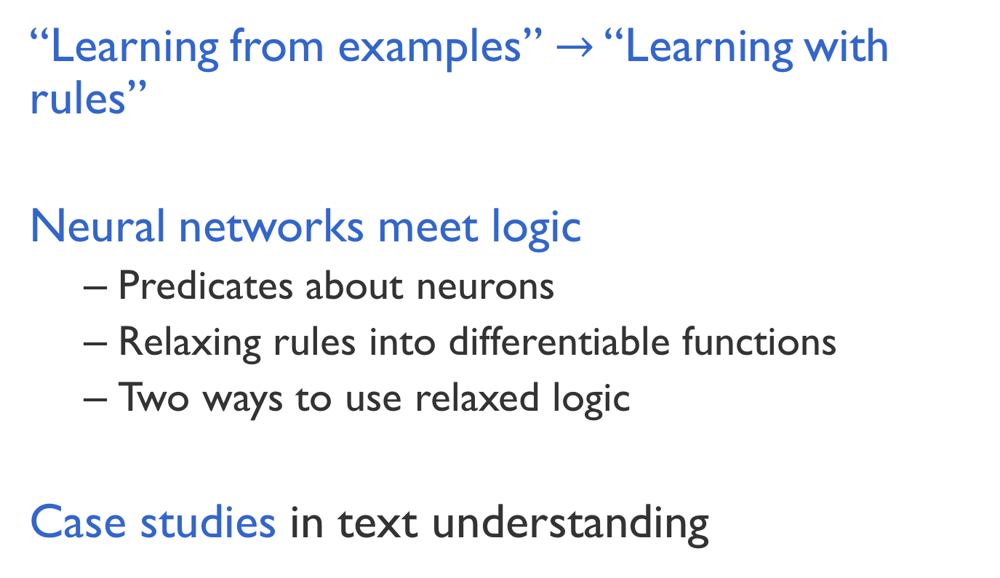 “Learning from examples” → “Learning with
rules”
Neural networks meet logic
– Predicates about neurons
– Relaxing rules into differentiable functions
– Two ways to use relaxed logic
Case studies in text understanding